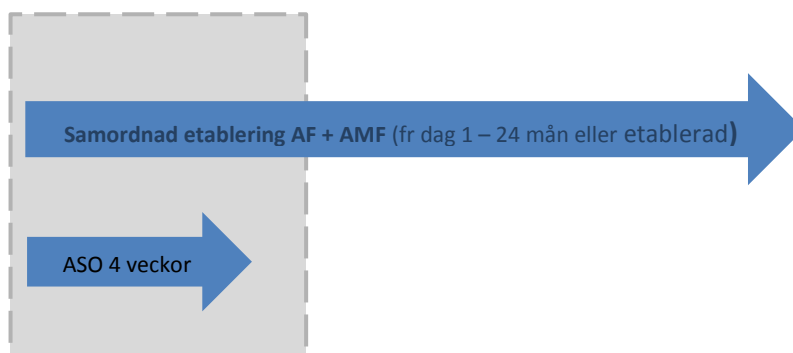 Samordnad etablering AF + AMF (fr dag 1 – 24 mån eller etablerad)
ASO 4 veckor